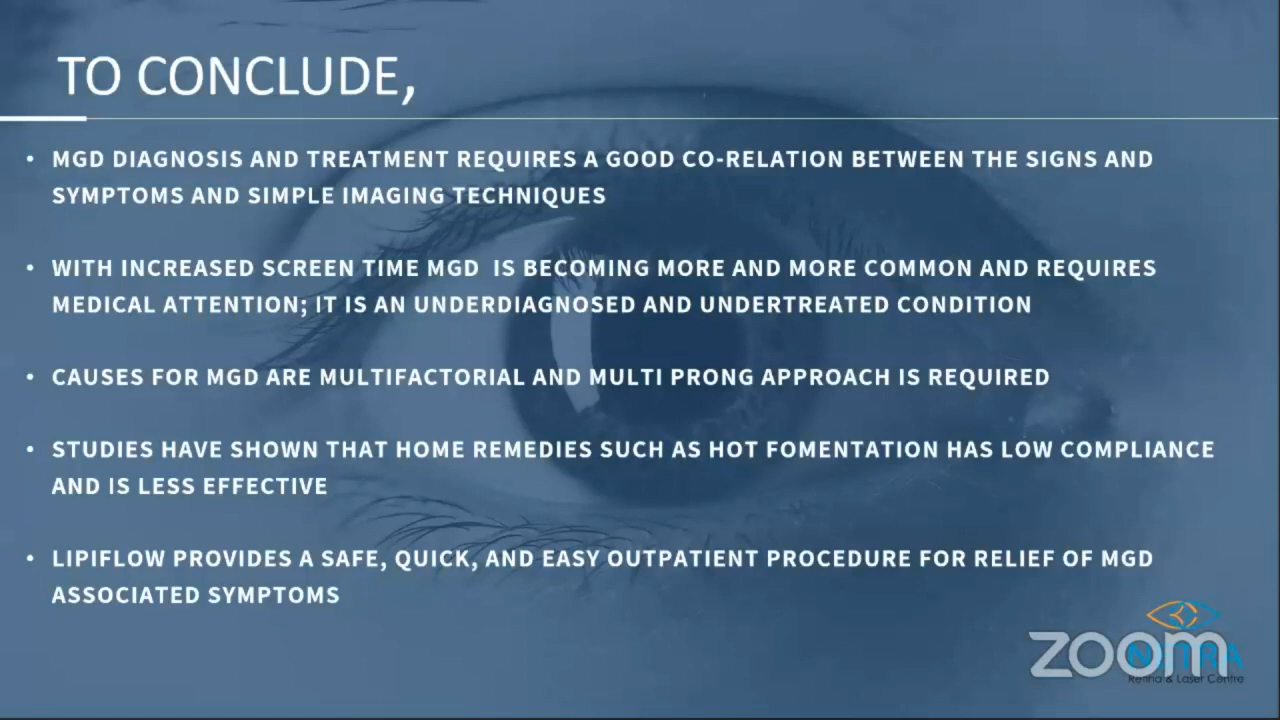 TO CONCLUDE,
• MGD DIAGNOSIS AND TREATMENT REQUIRES A GOOD CO-RELATION BETWEEN THE SIGNS AND
SYMPTOMS AND SIMPLE IMAGING TECHNIQUES
• WITH INCREASED SCREEN TIME MGD IS BECOMING MORE AND MORE COMMON AND REQUIRES
MEDICAL ATTENTION; IT IS AN UNDERDIAGNOSED AND UNDERTREATED CONDITION
• CAUSES FOR MGD ARE MULTIFACTORIAL AND MULTI PRONG APPROACH IS REQUIRED
• STUDIES HAVE SHOWN THAT HOME REMEDIES SUCH AS HOT FOMENTATION HAS LOW COMPLIANCE
AND IS LESS EFFECTIVE
• LIPIFLOW PROVIDES A SAFE, QUICK, AND EASY OUTPATIENT PROCEDURE FOR RELIEF OF MGD
ASSOCIATED SYMPTOMS
zoom
NETRA
Retina & Laser Centre